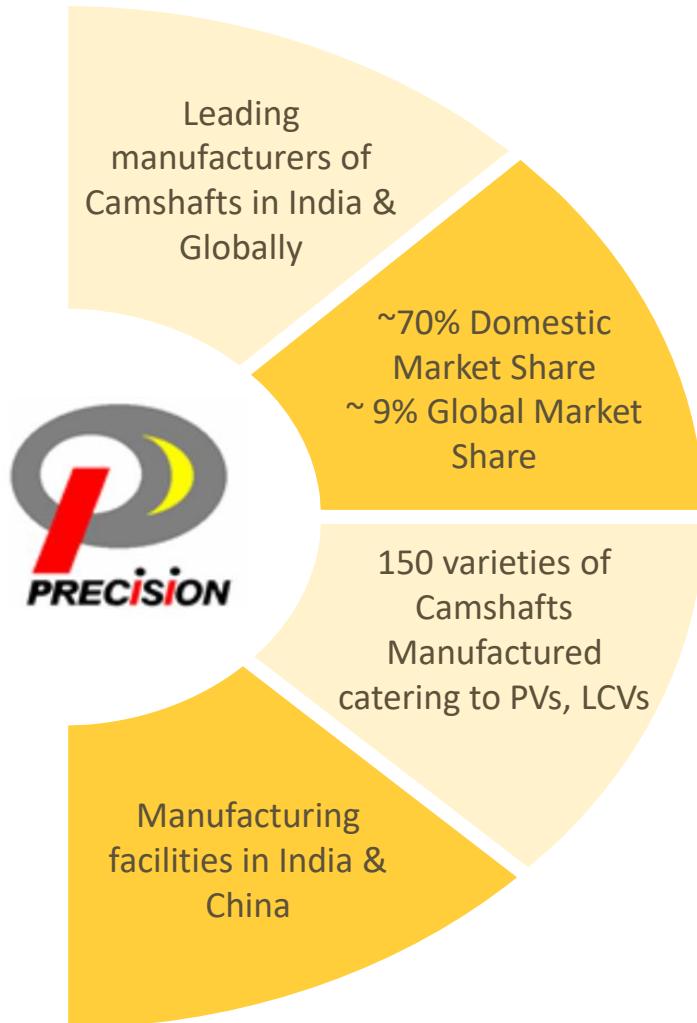 Leading
manufacturers of
Camshafts in India &
Globally
~70% Domestic
Market Share
~ 9% Global Market
Share
PRECiSiON
150 varieties of
Camshafts
Manufactured
catering to PVs, LCVs
Manufacturing
facilities in India &
China